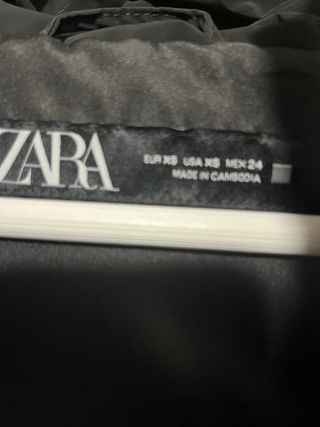 ZARA
EUR XS USA XS MEX 24
MADE IN CAMBODIA